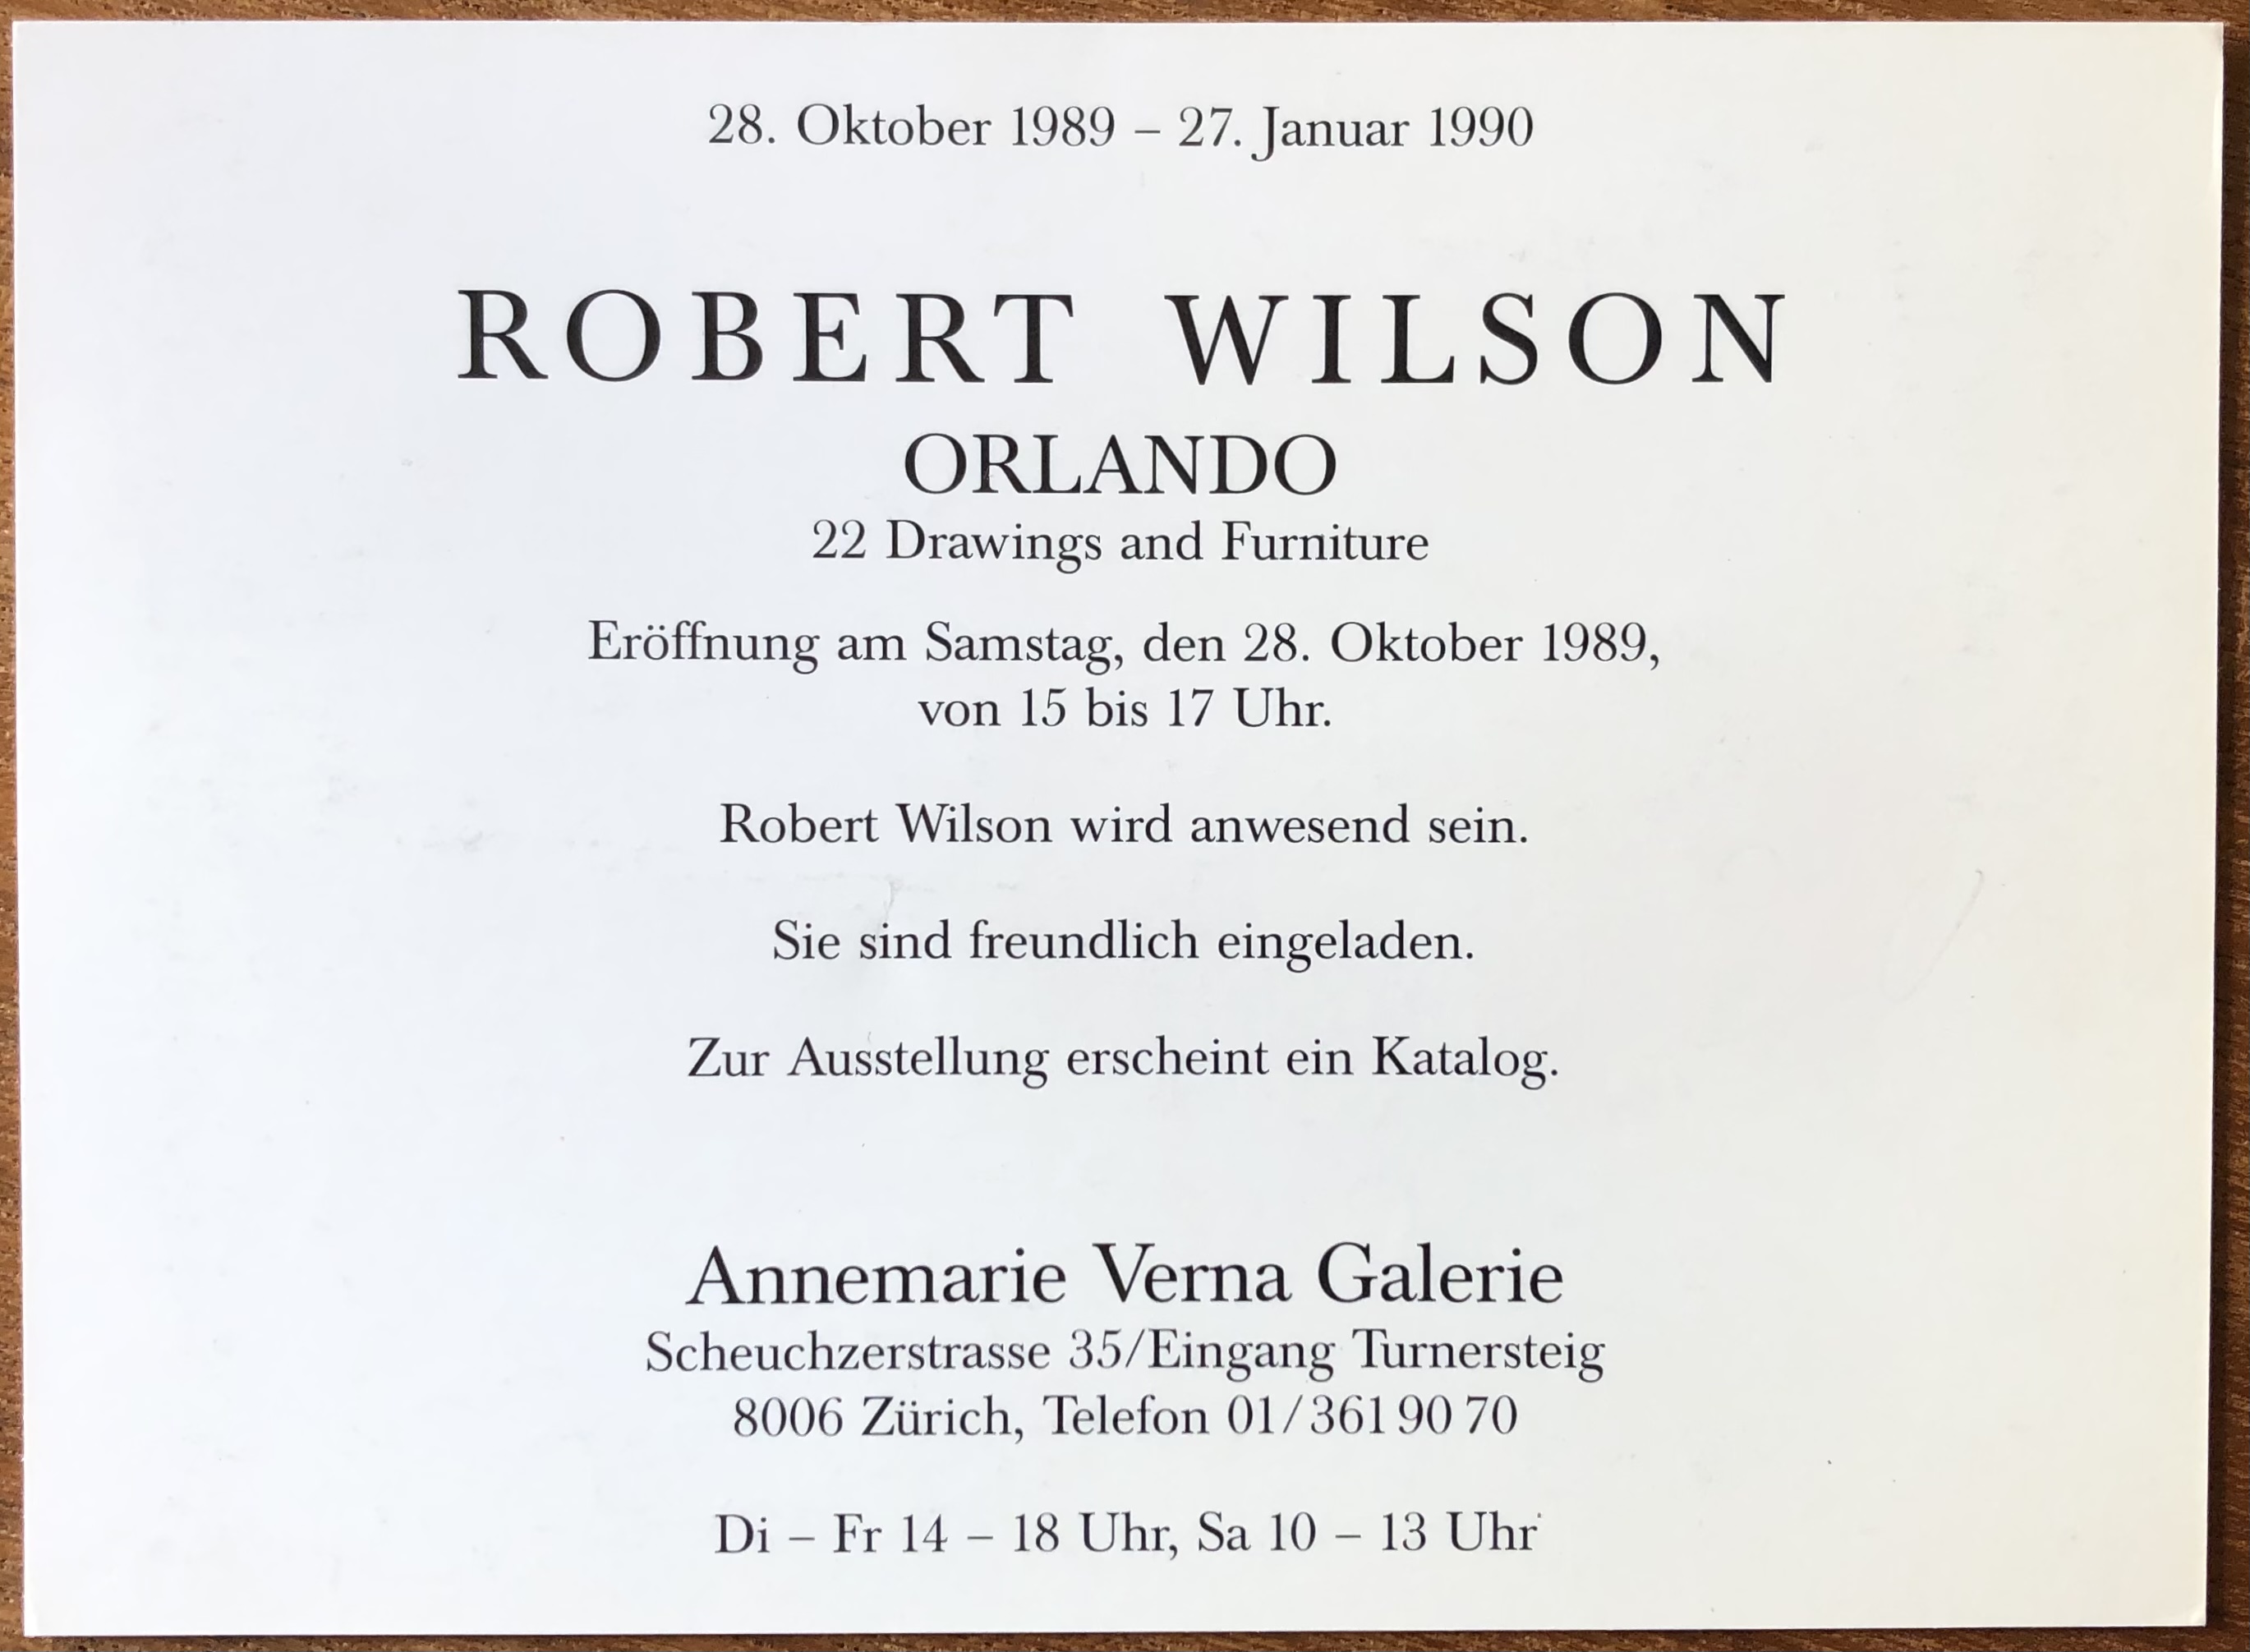 28. Oktober 1989 – 27. Januar 1990
ROBERT WILSON
ORLANDO
22 Drawings and Furniture
Eröffnung am Samstag, den 28. Oktober 1989,
von 15 bis 17 Uhr.
Robert Wilson wird anwesend sein.
Sie sind freundlich eingeladen.
Zur Ausstellung erscheint ein Katalog.
Annemarie Verna Galerie
Scheuchzerstrasse 35/Eingang Turnersteig
8006 Zürich, Telefon 01/361 90 70
Di – Fr 14 – 18 Uhr, Sa 10 – 13 Uhr